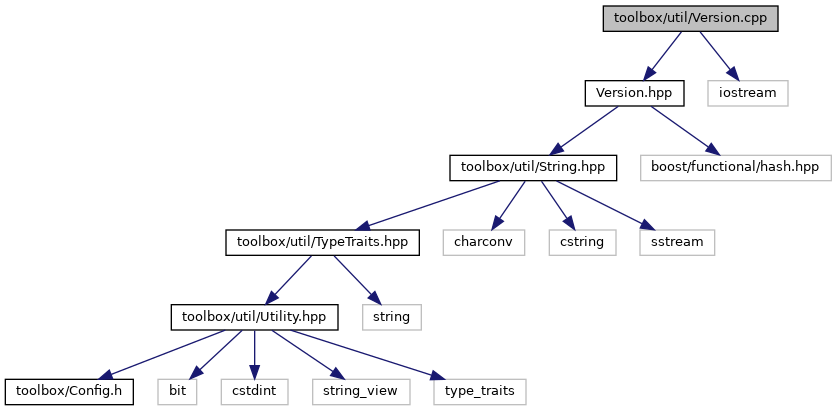 toolbox/util/Version.cpp
Version.hpp
iostream
toolbox/util/String.hpp
boost/functional/hash.hpp
toolbox/util/TypeTraits.hpp
charconv
cstring
sstream
toolbox/util/Utility.hpp
string
toolbox/Config.h
bit
cstdint
string_view
type_traits